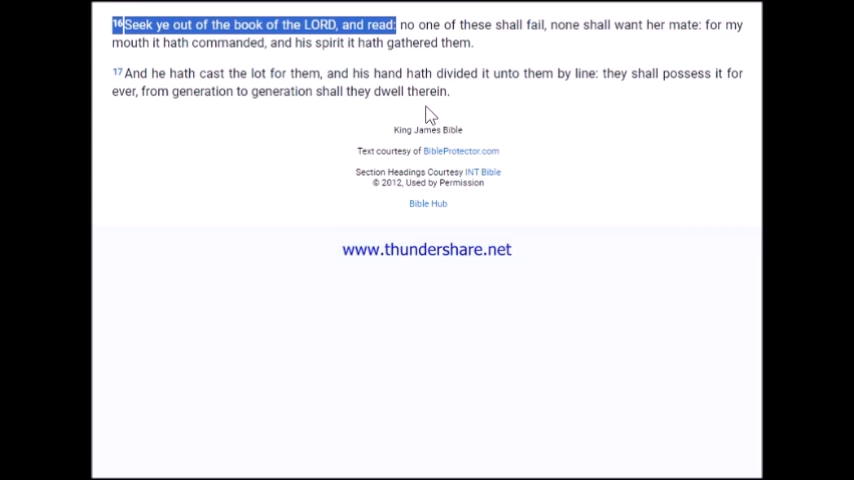 16Seek ye out of the book of the LORD, and read: no one of these shall fail, none shall want her mate: for my
mouth it hath commanded, and his spirit it hath gathered them.
17And he hath cast the lot for them, and his hand hath divided it unto them by line: they shall possess it for
ever, from generation to generation shall they dwell therein.
King James Bible
Text courtesy of BibleProtector.com
Section Headings Courtesy INT Bible
© 2012, Used by Permission
Bible Hub
www.thundershare.net